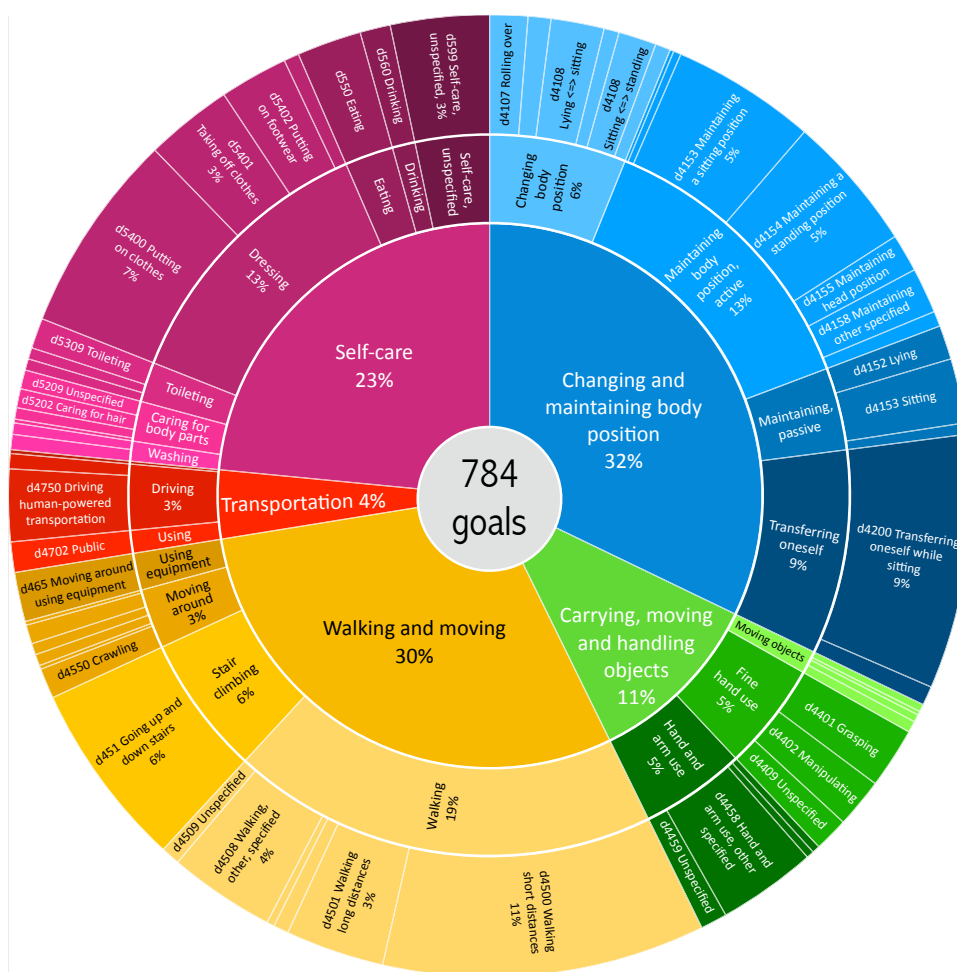 784
goals
Changing and
maintaining body
position
32%
Carrying, moving
and handling
objects
11%
Walking and moving
30%
Transportation 4%
Self-care
23%
Changing
body
position
6%
Maintaining
body
position,
active
13%
Maintaining,
passive
Transferring
oneself
9%
Moving objects
Fine
hand use
5%
Hand and
arm use
5%
Walking
19%
Stair
climbing
6%
Moving
around
3%
Using
equipment
Using
Driving
3%
Washing
Caring for
body parts
Toileting
Dressing
13%
Eating
Drinking
Self-care,
unspecified
d4107 Rolling over
d4108
Lying <=> sitting
d4108
Sitting <=> standing
d4153 Maintaining
a sitting position
5%
d4154 Maintaining a
standing position
5%
d4155 Maintaining
head position
d4158 Maintaining
other specified
d4152 Lying
d4153 Sitting
d4200 Transferring
oneself while
sitting
9%
d4401 Grasping
d4402 Manipulating
d4409 Unspecified
d4458 Hand and
arm use, other
specified
d4459 Unspecified
d4500 Walking
short distances
11%
d4501 Walking
long distances
3%
d4508 Walking,
other, specified
4%
d4509 Unspecified
d451 Going up and
down stairs
6%
d4550 Crawling
d465 Moving around
using equipment
d4702 Public
d4750 Driving
human-powered
transportation
d5202 Caring for hair
d5209 Unspecified
d5309 Toileting
d5400 Putting
on clothes
7%
d5401
Taking off clothes
3%
d5402 Putting
on footwear
d550 Eating
d560 Drinking
d599 Self-care,
unspecified, 3%